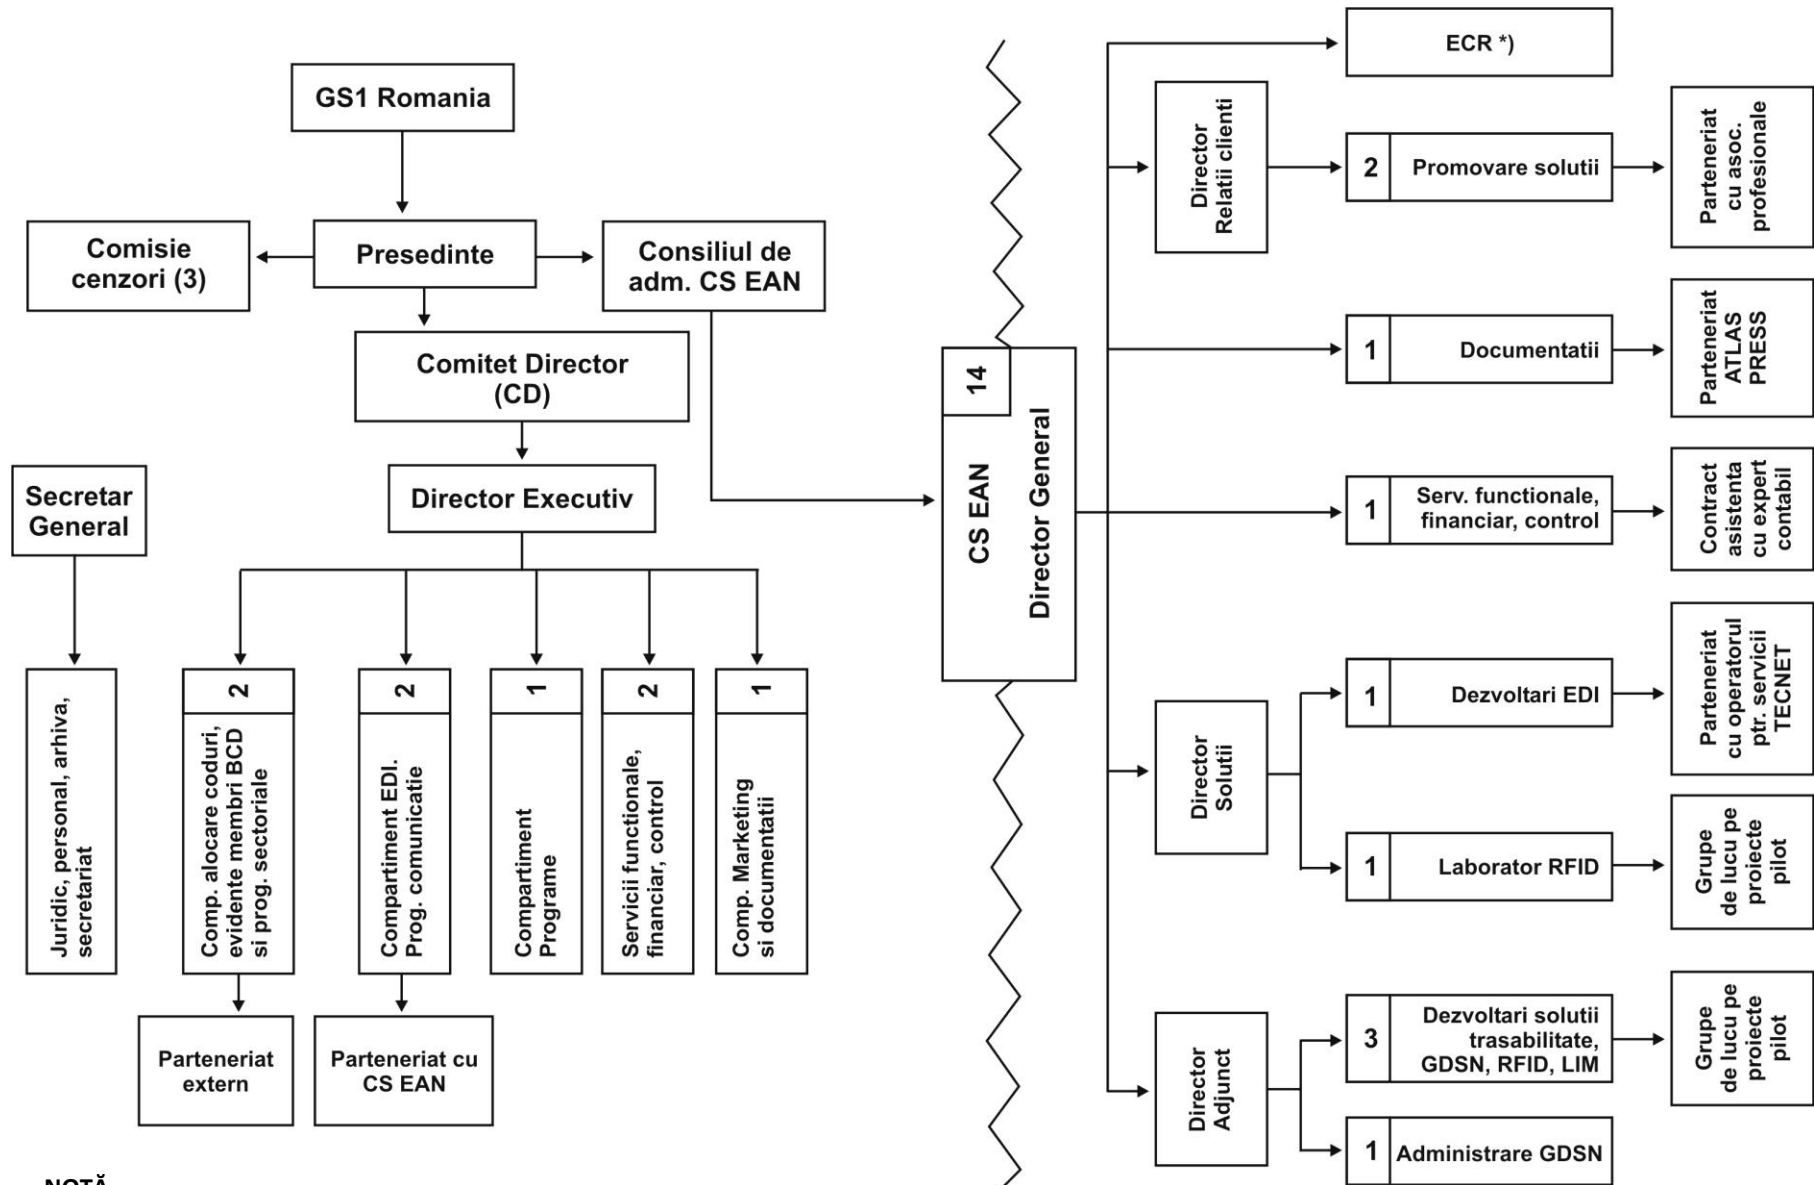 GS1 Romania
Comisie
cenzori (3)
Presedinte
Consiliul de
adm. CS EAN
Comitet Director
(CD)
Director Executiv
Secretar
General
Juridic, personal, arhiva,
secretariat
2
Comp. alocare coduri,
evidente membri BCD
si prog. sectoriale
2
Compartiment EDI.
Prog. comunicatie
1
Compartiment
Programe
2
Servicii functionale,
financiar, control
1
Comp. Marketing
si documentatii
Parteneriat
extern
Parteneriat cu
CS EAN
14
CS EAN
Director General
ECR *)
Director
Relatii clienti
2
Promovare solutii
Parteneriat
cu asoc.
profesionale
1
Documentatii
Parteneriat
ATLAS
PRESS
1
Serv. functionale,
financiar, control
Contract
asistenta
cu expert
contabil
Director
Solutii
1
Dezvoltari EDI
Parteneriat
cu operatorul
ptr. servicii
TECNET
1
Laborator RFID
Grupe
de lucu pe
proiecte
pilot
Director
Adjunct
3
Dezvoltari solutii
trasabilitate,
GDSN, RFID, LIM
Grupe
de lucu pe
proiecte
pilot
1
Administrare GDSN
NOTĂ